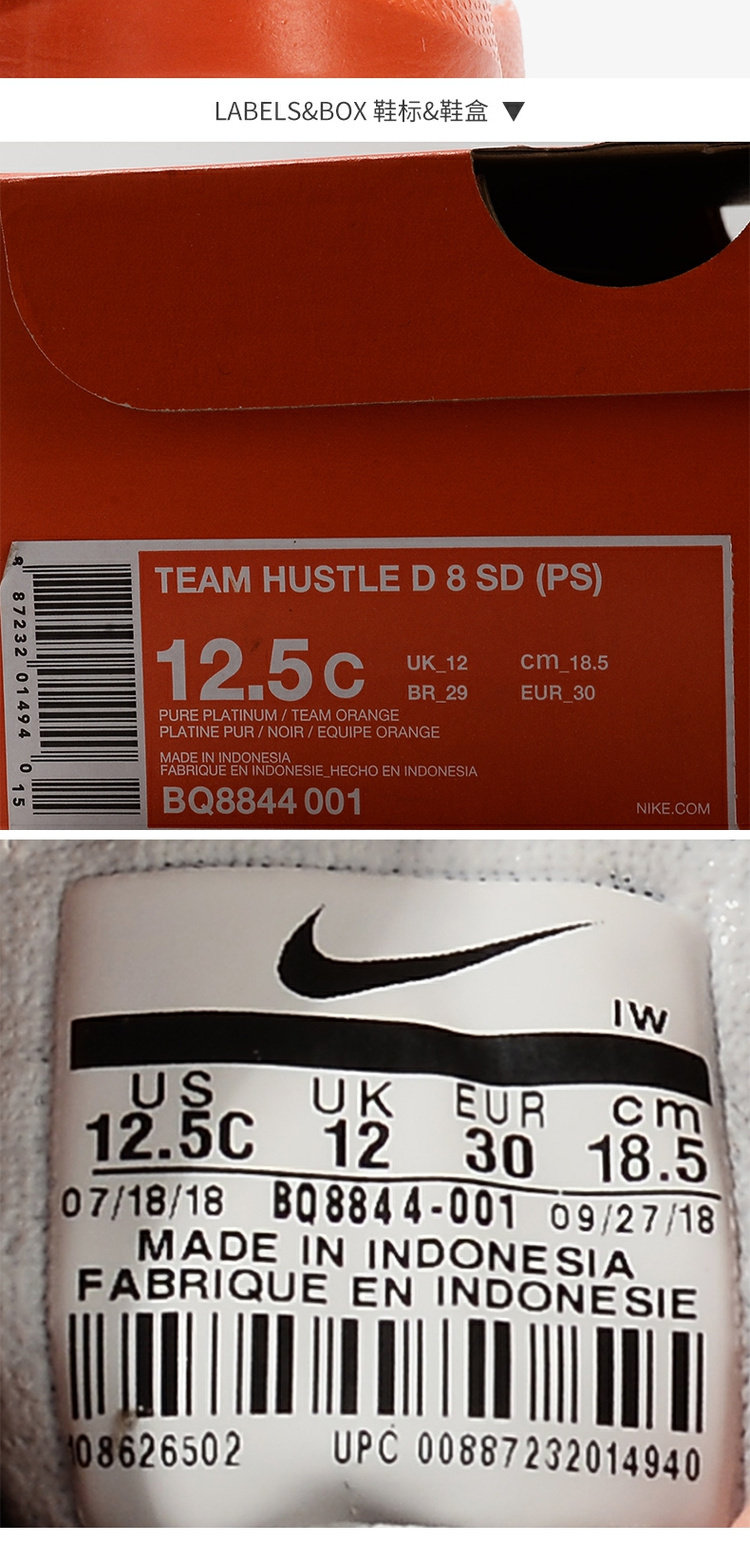 LABELS&BOX 鞋标&鞋盒 ▼
TEAM HUSTLE D 8 SD (PS)
12.5C
UK_12 cm_18.5
BR_29 EUR_30
PURE PLATINUM / TEAM ORANGE
PLATINE PUR / NOIR / EQUIPE ORANGE
MADE IN INDONESIA
FABRIQUE EN INDONESIE_HECHO EN INDONESIA
BQ8844 001
NIKE.COM
8 87232 01494 0 15
IW
US UK EUR cm
12.5C 12 30 18.5
07/18/18 BQ8844-001 09/27/18
MADE IN INDONESIA
FABRIQUE EN INDONESIE
08626502 UPC 00887232014940